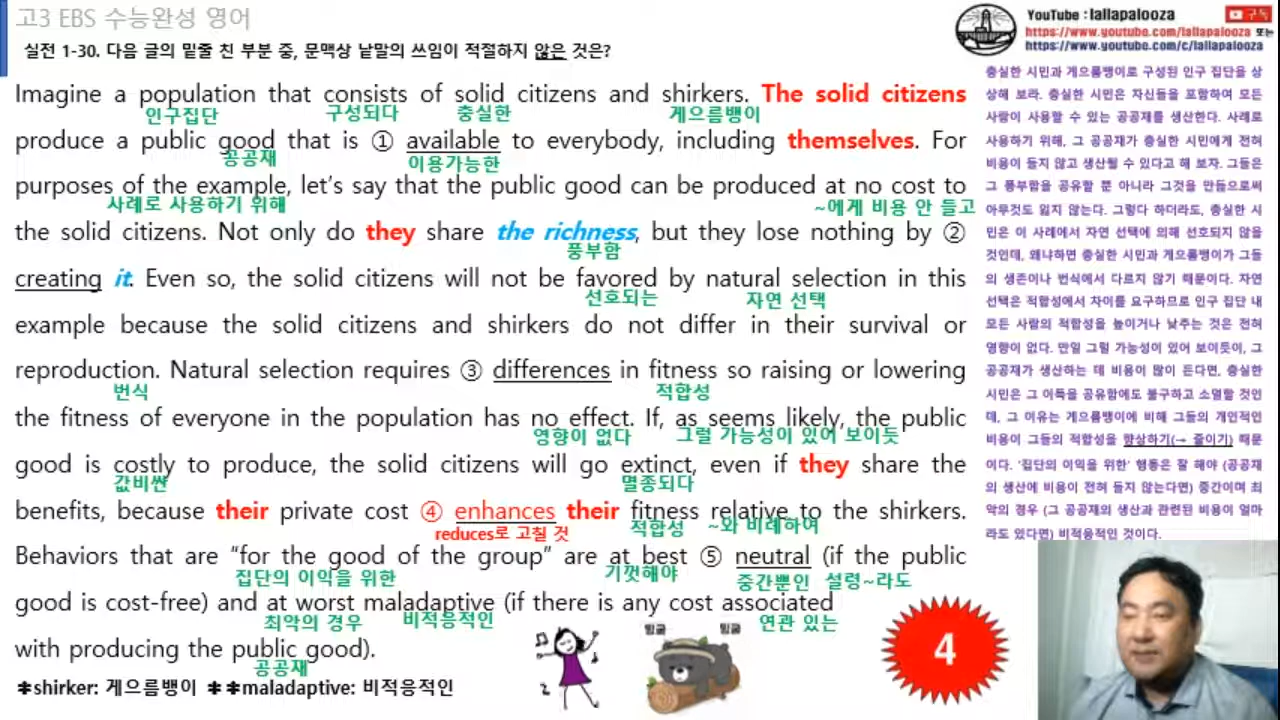 고3 EBS 수능완성 영어
실전 1-30. 다음 글의 밑줄 친 부분 중, 문맥상 낱말의 쓰임이 적절하지 않은 것은?
YouTube : lallapalooza
구독
https://www.youtube.com/lallapalooza 또는
https://www.youtube.com/c/lallapalooza
Imagine a population that consists of solid citizens and shirkers. The solid citizens
인구집단 구성되다 충실한 게으름뱅이
produce a public good that is ① available to everybody, including themselves. For
공공재 이용가능한
purposes of the example, let's say that the public good can be produced at no cost to
사례로 사용하기 위해 ~에게 비용 안 들고
the solid citizens. Not only do they share the richness, but they lose nothing by ②
풍부함
creating it. Even so, the solid citizens will not be favored by natural selection in this
선호되는 자연 선택
example because the solid citizens and shirkers do not differ in their survival or
reproduction. Natural selection requires ③ differences in fitness so raising or lowering
번식 적합성
the fitness of everyone in the population has no effect. If, as seems likely, the public
영향이 없다 그럴 가능성이 있어 보이듯
good is costly to produce, the solid citizens will go extinct, even if they share the
값비싼 멸종되다
benefits, because their private cost ④ enhances their fitness relative to the shirkers.
reduces로 고칠 것 적합성 ~와 비례하여
Behaviors that are “for the good of the group” are at best ⑤ neutral (if the public
집단의 이익을 위한 기껏해야 중간뿐인 설령~라도
good is cost-free) and at worst maladaptive (if there is any cost associated
최악의 경우 비적응적인 연관 있는
with producing the public good).
공공재
✱shirker: 게으름뱅이 ✱✱maladaptive: 비적응적인
충실한 시민과 게으름뱅이로 구성된 인구 집단을 상
상해 보라. 충실한 시민은 자신들을 포함하여 모든
사람이 사용할 수 있는 공공재를 생산한다. 사례로
사용하기 위해, 그 공공재가 충실한 시민에게 전혀
비용이 들지 않고 생산될 수 있다고 해 보자. 그들은
그 풍부함을 공유할 뿐 아니라 그것을 만듦으로써
아무것도 잃지 않는다. 그렇다 하더라도, 충실한 시
민은 이 사례에서 자연 선택에 의해 선호되지 않을
것인데, 왜냐하면 충실한 시민과 게으름뱅이가 그들
의 생존이나 번식에서 다르지 않기 때문이다. 자연
선택은 적합성에서 차이를 요구하므로 인구 집단 내
모든 사람의 적합성을 높이거나 낮추는 것은 전혀
영향이 없다. 만일 그럴 가능성이 있어 보이듯이, 그
공공재가 생산하는 데 비용이 많이 든다면, 충실한
시민은 그 이득을 공유함에도 불구하고 소멸할 것인
데, 그 이유는 게으름뱅이에 비해 그들의 개인적인
비용이 그들의 적합성을 향상하기(→ 줄이기) 때문
이다. ‘집단의 이익을 위한’ 행동은 잘 해야 (공공재
의 생산에 비용이 전혀 들지 않는다면) 중간이며 최
악의 경우 (그 공공재의 생산과 관련된 비용이 얼마
라도 있다면) 비적응적인 것이다.
빙글 빙글
4